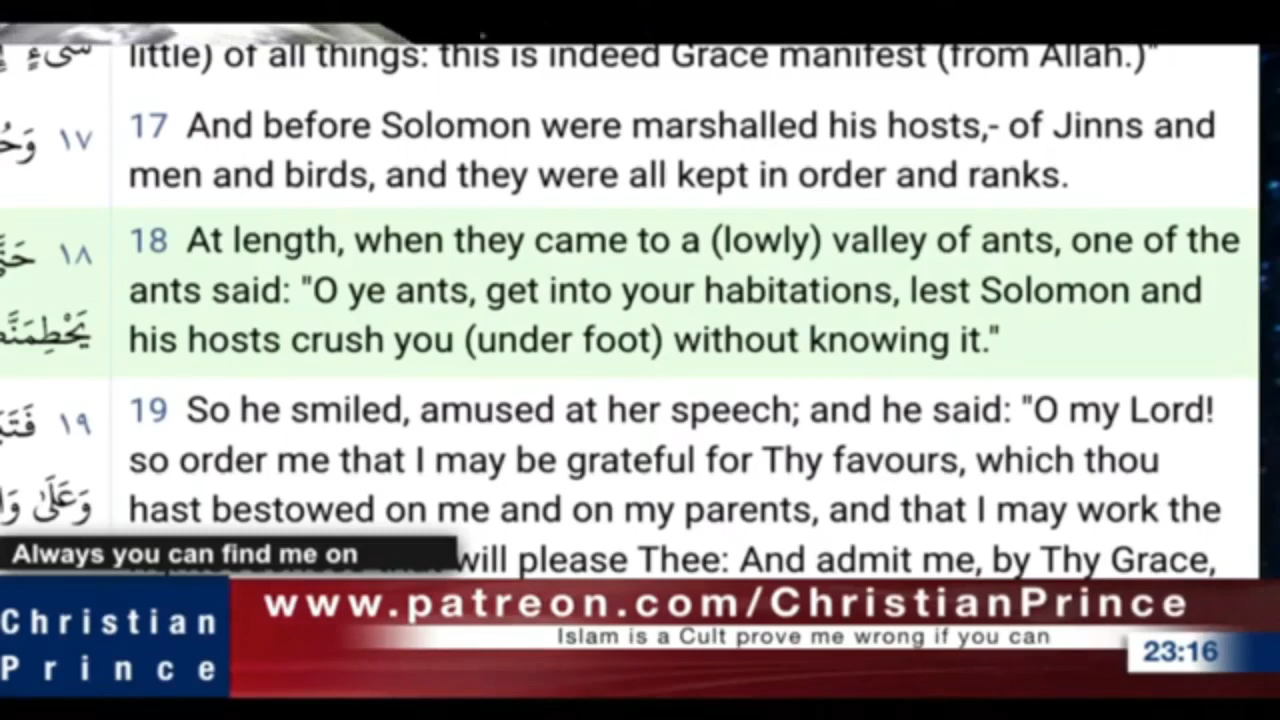 little) of all things: this is indeed Grace manifest (from Allah.)"
١٧ 17 And before Solomon were marshalled his hosts,- of Jinns and
men and birds, and they were all kept in order and ranks.
١٨ 18 At length, when they came to a (lowly) valley of ants, one of the
ants said: "O ye ants, get into your habitations, lest Solomon and
his hosts crush you (under foot) without knowing it."
١٩ 19 So he smiled, amused at her speech; and he said: "O my Lord!
so order me that I may be grateful for Thy favours, which thou
hast bestowed on me and on my parents, and that I may work the
will please Thee: And admit me, by Thy Grace,
Always you can find me on
www.patreon.com/ChristianPrince
Islam is a Cult prove me wrong if you can
Christian
Prince
23:16